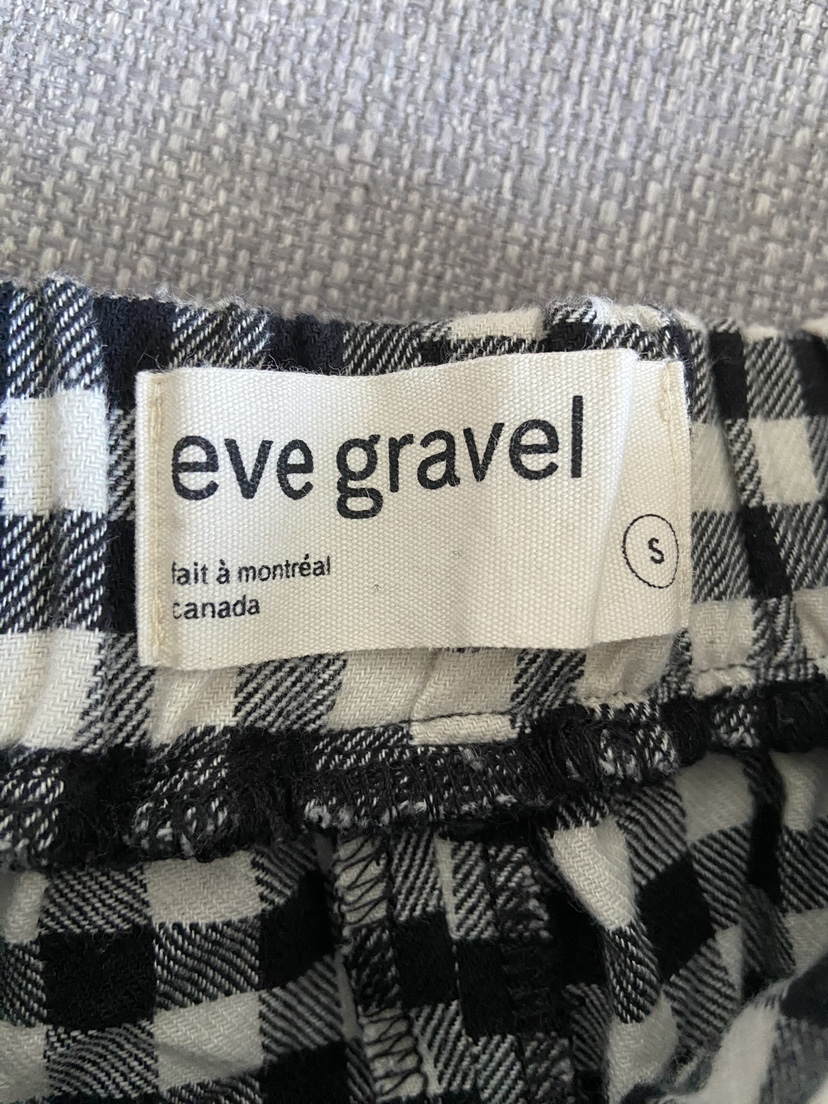 eve gravel
S
fait à montréal
canada